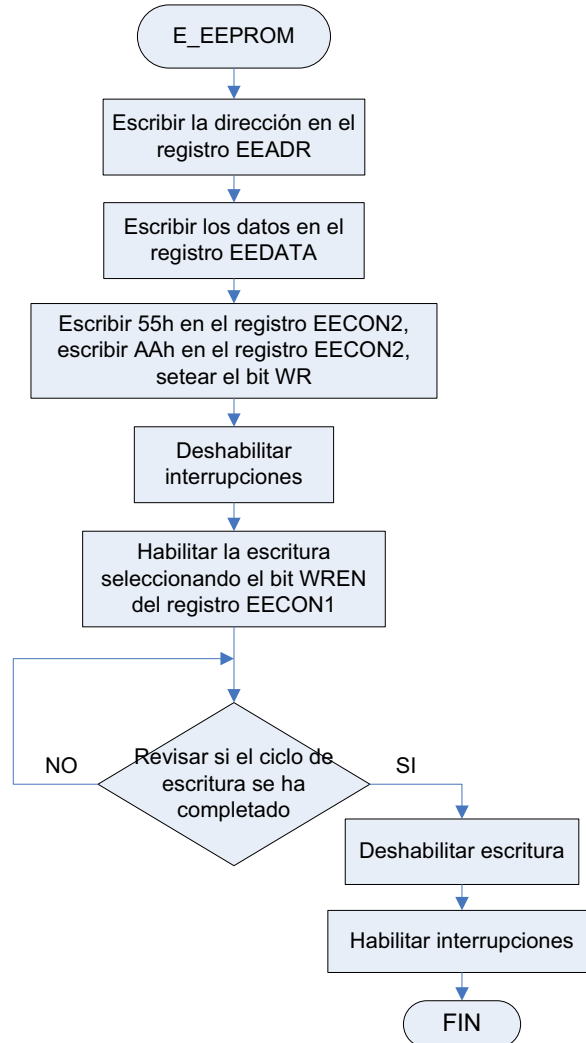 E_EEPROM
Escribir la dirección en el
registro EEADR
Escribir los datos en el
registro EEDATA
Escribir 55h en el registro EECON2,
escribir AAh en el registro EECON2,
setear el bit WR
Deshabilitar
interrupciones
Habilitar la escritura
seleccionando el bit WREN
del registro EECON1
NO
Revisar si el ciclo de
escritura se ha
completado
SI
Deshabilitar escritura
Habilitar interrupciones
FIN